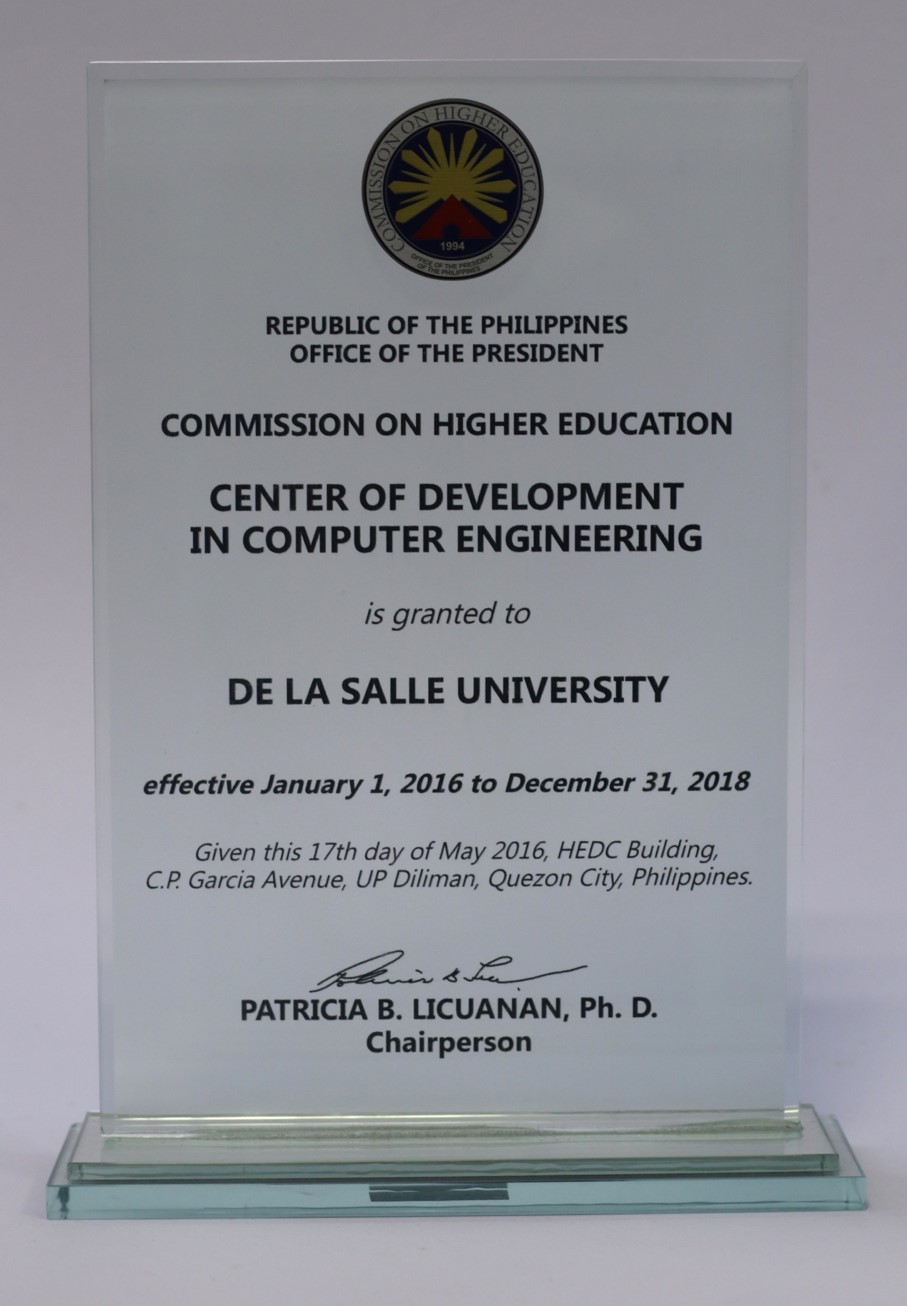 COMMISSION ON HIGHER EDUCATION
1994
OFFICE OF THE PRESIDENT
OF THE PHILIPPINES
REPUBLIC OF THE PHILIPPINES
OFFICE OF THE PRESIDENT
COMMISSION ON HIGHER EDUCATION
CENTER OF DEVELOPMENT
IN COMPUTER ENGINEERING
is granted to
DE LA SALLE UNIVERSITY
effective January 1, 2016 to December 31, 2018
Given this 17th day of May 2016, HEDC Building,
C.P. Garcia Avenue, UP Diliman, Quezon City, Philippines.
PATRICIA B. LICUANAN, Ph. D.
Chairperson